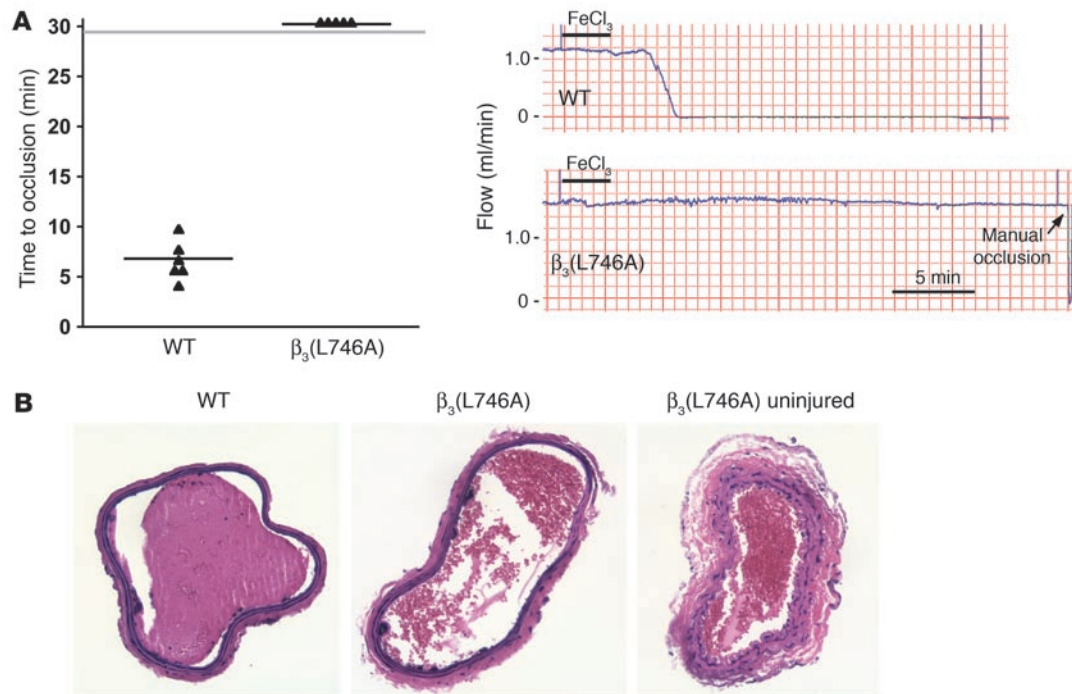 A
Time to occlusion (min)
30
25
20
15
10
5
0
WT
β₃(L746A)
Flow (ml/min)
FeCl₃
1.0 -
WT
0 -
FeCl₃
1.0 -
Manual
occlusion
β₃(L746A)
5 min
0 -
B
WT
β₃(L746A)
β₃(L746A) uninjured